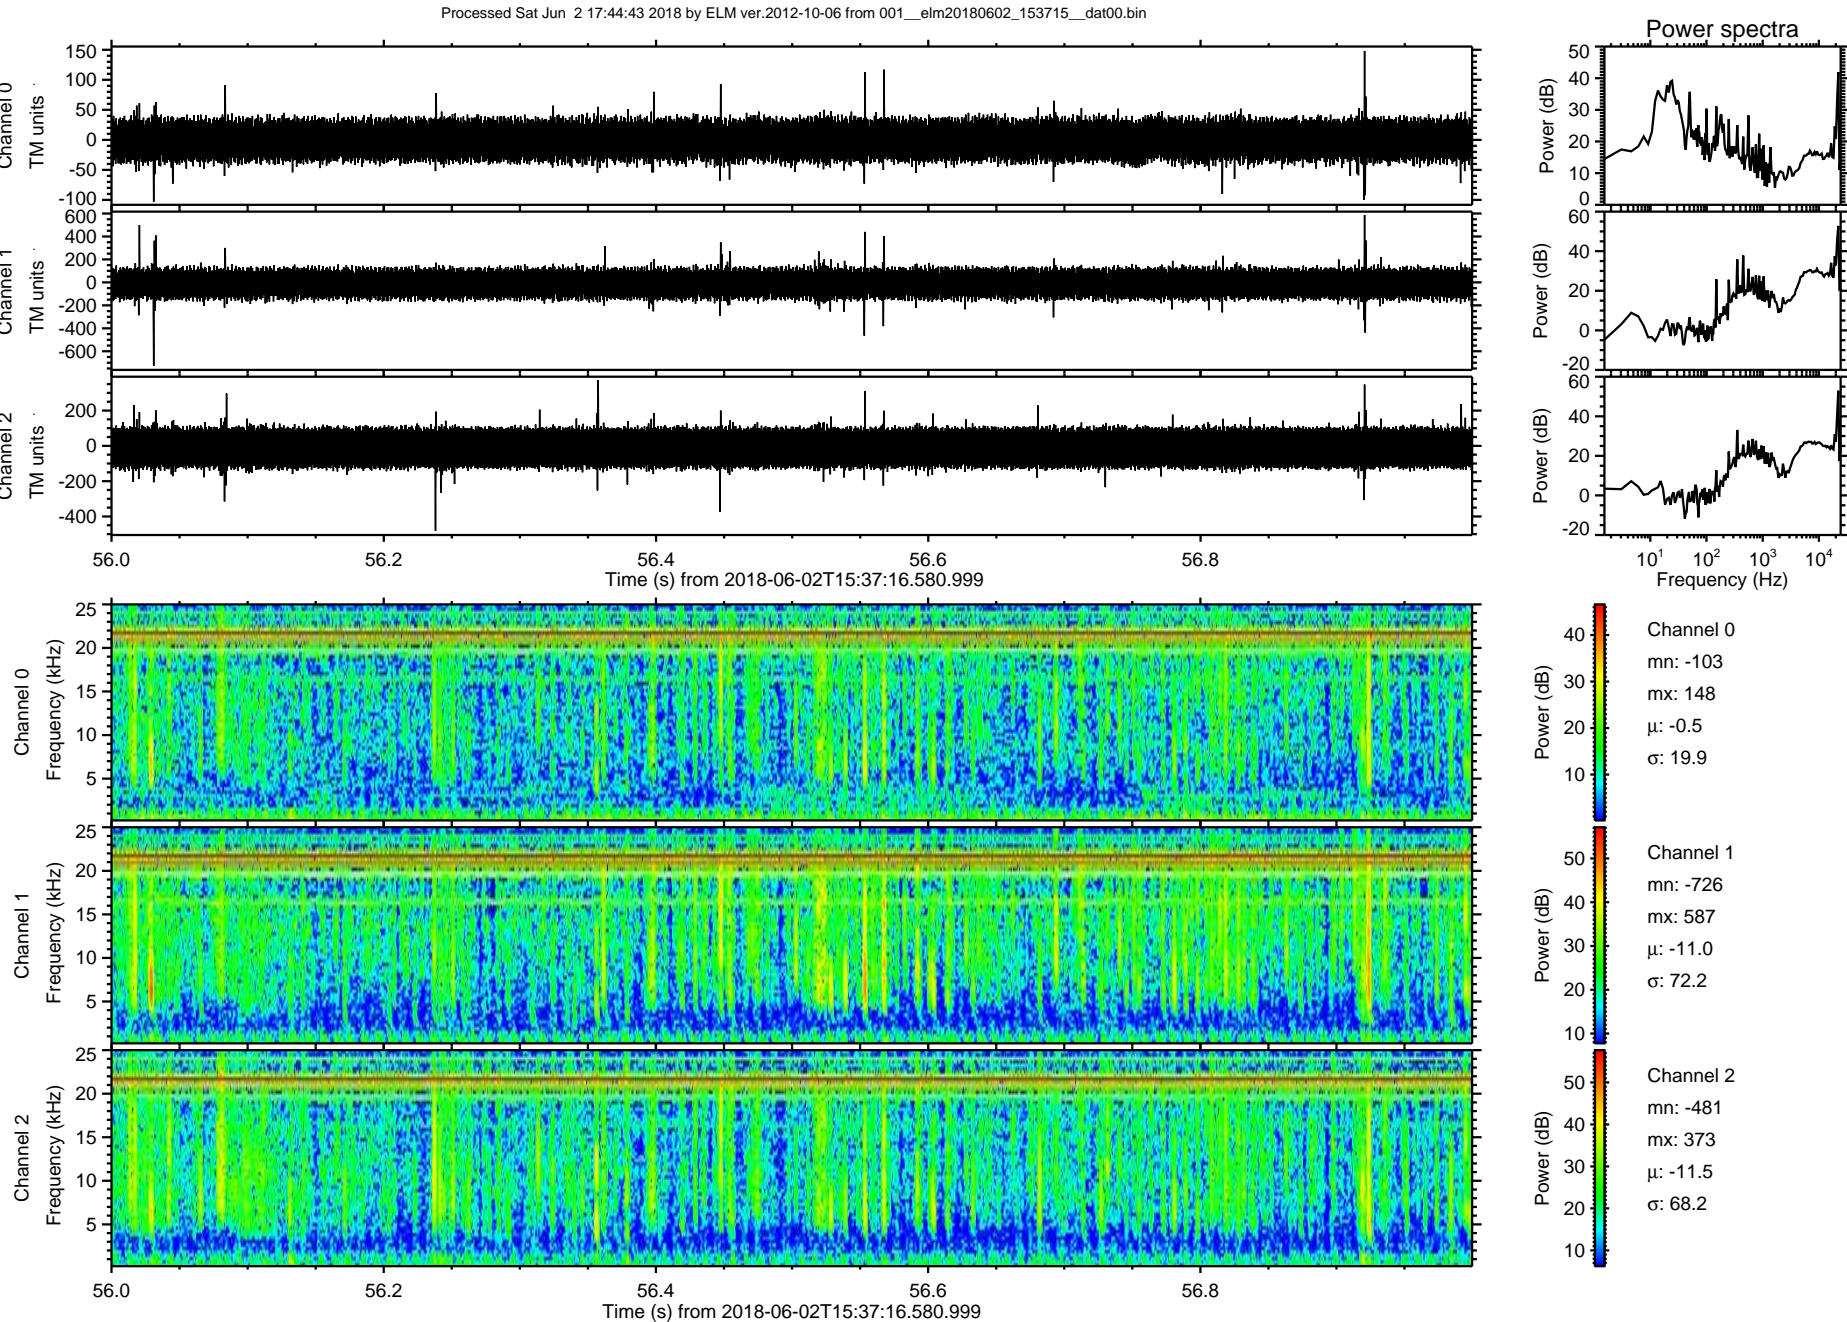 Processed Sat Jun  2 17:44:43 2018 by ELM ver.2012-10-06 from 001__elm20180602_153715__dat00.bin
Power spectra
Channel 0
TM units
150
100
50
0
-50
-100
Power (dB)
50
40
30
20
10
0
Channel 1
TM units
600
400
200
0
-200
-400
-600
Power (dB)
60
40
20
0
-20
Channel 2
TM units
200
0
-200
-400
Power (dB)
60
40
20
0
-20
56.0 56.2 56.4 56.6 56.8
Time (s) from 2018-06-02T15:37:16.580.999
10¹ 10² 10³ 10⁴
Frequency (Hz)
Channel 0
Frequency (kHz)
25
20
15
10
5
Power (dB)
40
30
20
10
Channel 0
mn: -103
mx: 148
μ: -0.5
σ: 19.9
Channel 1
Frequency (kHz)
25
20
15
10
5
Power (dB)
50
40
30
20
10
Channel 1
mn: -726
mx: 587
μ: -11.0
σ: 72.2
Channel 2
Frequency (kHz)
25
20
15
10
5
Power (dB)
50
40
30
20
10
Channel 2
mn: -481
mx: 373
μ: -11.5
σ: 68.2
56.0 56.2 56.4 56.6 56.8
Time (s) from 2018-06-02T15:37:16.580.999